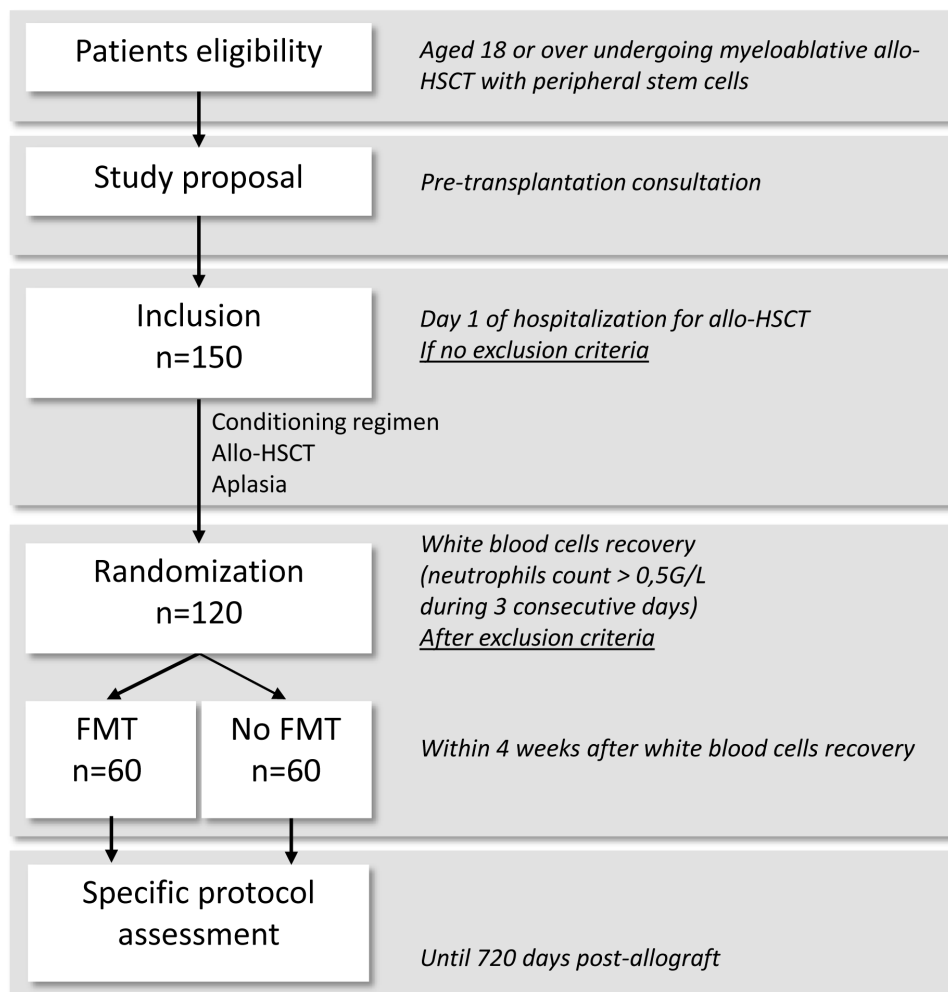 Patients eligibility
Aged 18 or over undergoing myeloablative allo-
HSCT with peripheral stem cells
Study proposal
Pre-transplantation consultation
Inclusion
n=150
Day 1 of hospitalization for allo-HSCT
If no exclusion criteria
Conditioning regimen
Allo-HSCT
Aplasia
Randomization
n=120
White blood cells recovery
(neutrophils count > 0,5G/L
during 3 consecutive days)
After exclusion criteria
FMT
n=60
No FMT
n=60
Within 4 weeks after white blood cells recovery
Specific protocol
assessment
Until 720 days post-allograft